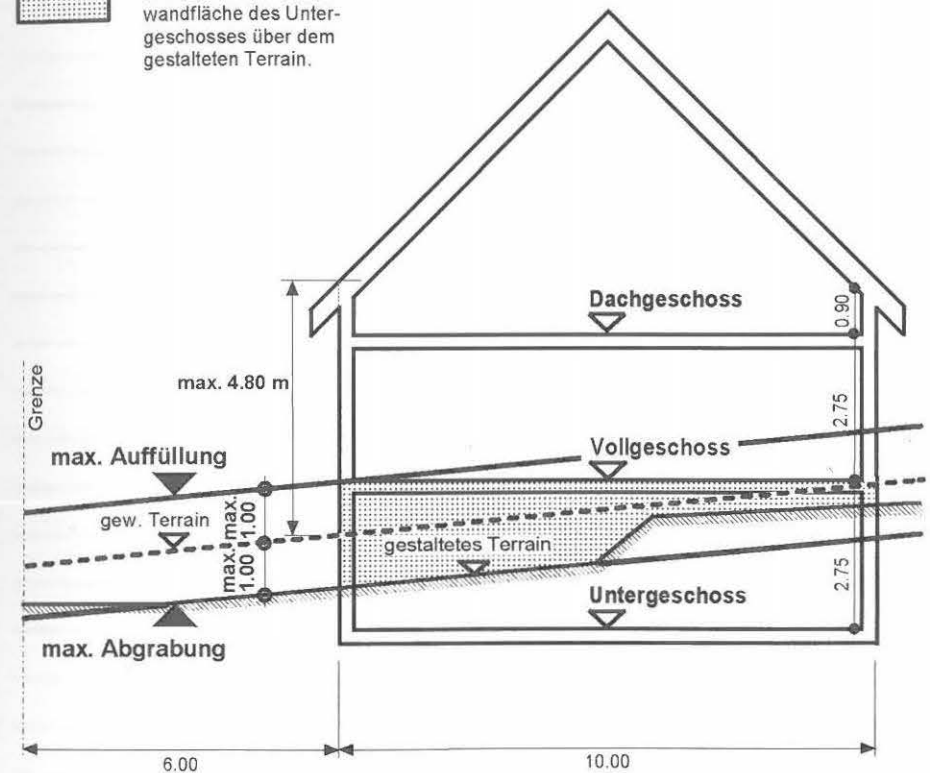 wandfläche des Unter-
geschosses über dem
gestalteten Terrain.
Dachgeschoss
0.90
max. 4.80 m
Grenze
2.75
Vollgeschoss
max. Auffüllung
gew. Terrain
max. 1.00
max. 1.00
gestaltetes Terrain
2.75
Untergeschoss
max. Abgrabung
6.00
10.00